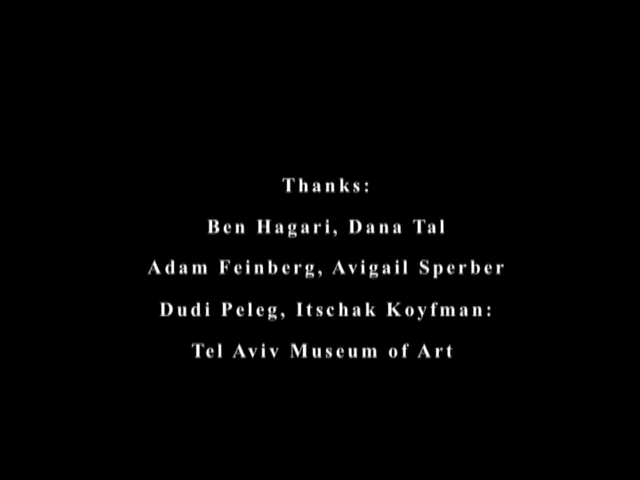 Thanks:
Ben Hagari, Dana Tal
Adam Feinberg, Avigail Sperber
Dudi Peleg, Itschak Koyfman:
Tel Aviv Museum of Art